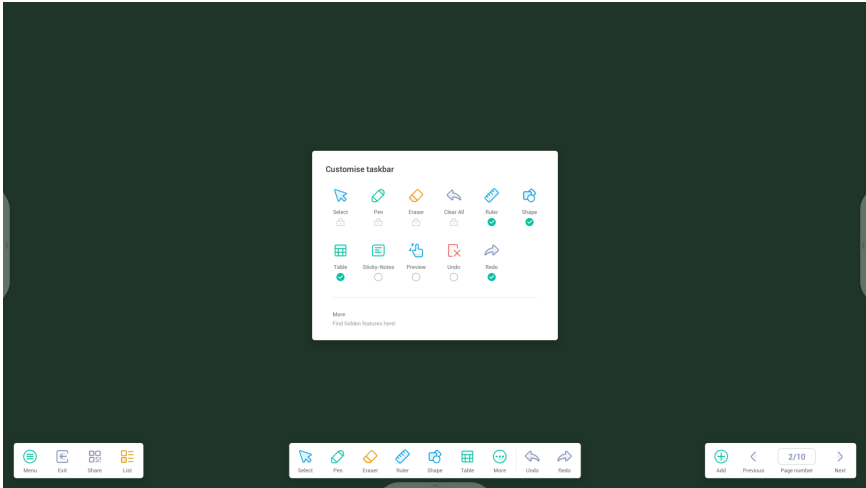 Customise taskbar
Select Pen Eraser Clear All Ruler Shape
Table Sticky-Notes Preview Undo Redo
More
Find hidden features here!
2/10
Menu Exit Share List Select Pen Eraser Ruler Shape Table More Undo Redo Add Previous Page number Next